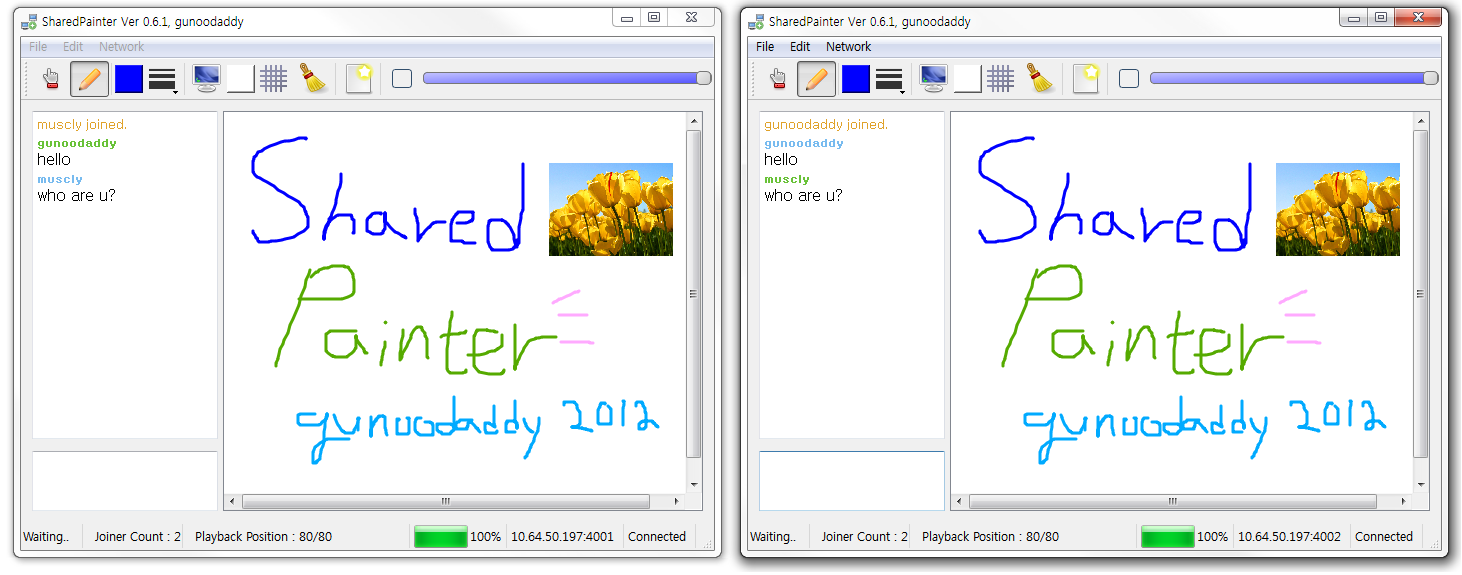 SharedPainter Ver 0.6.1, gunoodaddy
File Edit Network
muscly joined.
gunoodaddy
hello
muscly
who are u?
Shared
Painter
gunoodaddy 2012
Waiting.. Joiner Count : 2 Playback Position : 80/80 100% 10.64.50.197:4001 Connected
SharedPainter Ver 0.6.1, gunoodaddy
File Edit Network
gunoodaddy joined.
gunoodaddy
hello
muscly
who are u?
Shared
Painter
gunoodaddy 2012
Waiting.. Joiner Count : 2 Playback Position : 80/80 100% 10.64.50.197:4002 Connected